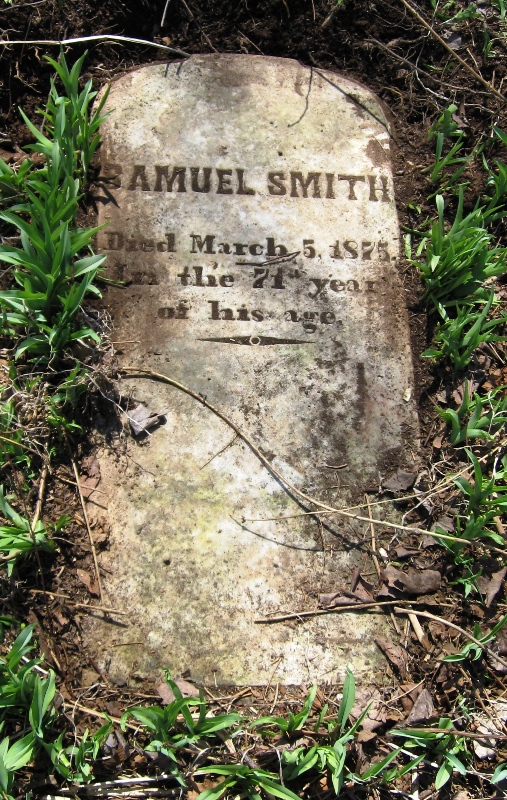 SAMUEL SMITH
Died March 5, 1875,
In the 71st year
of his age.